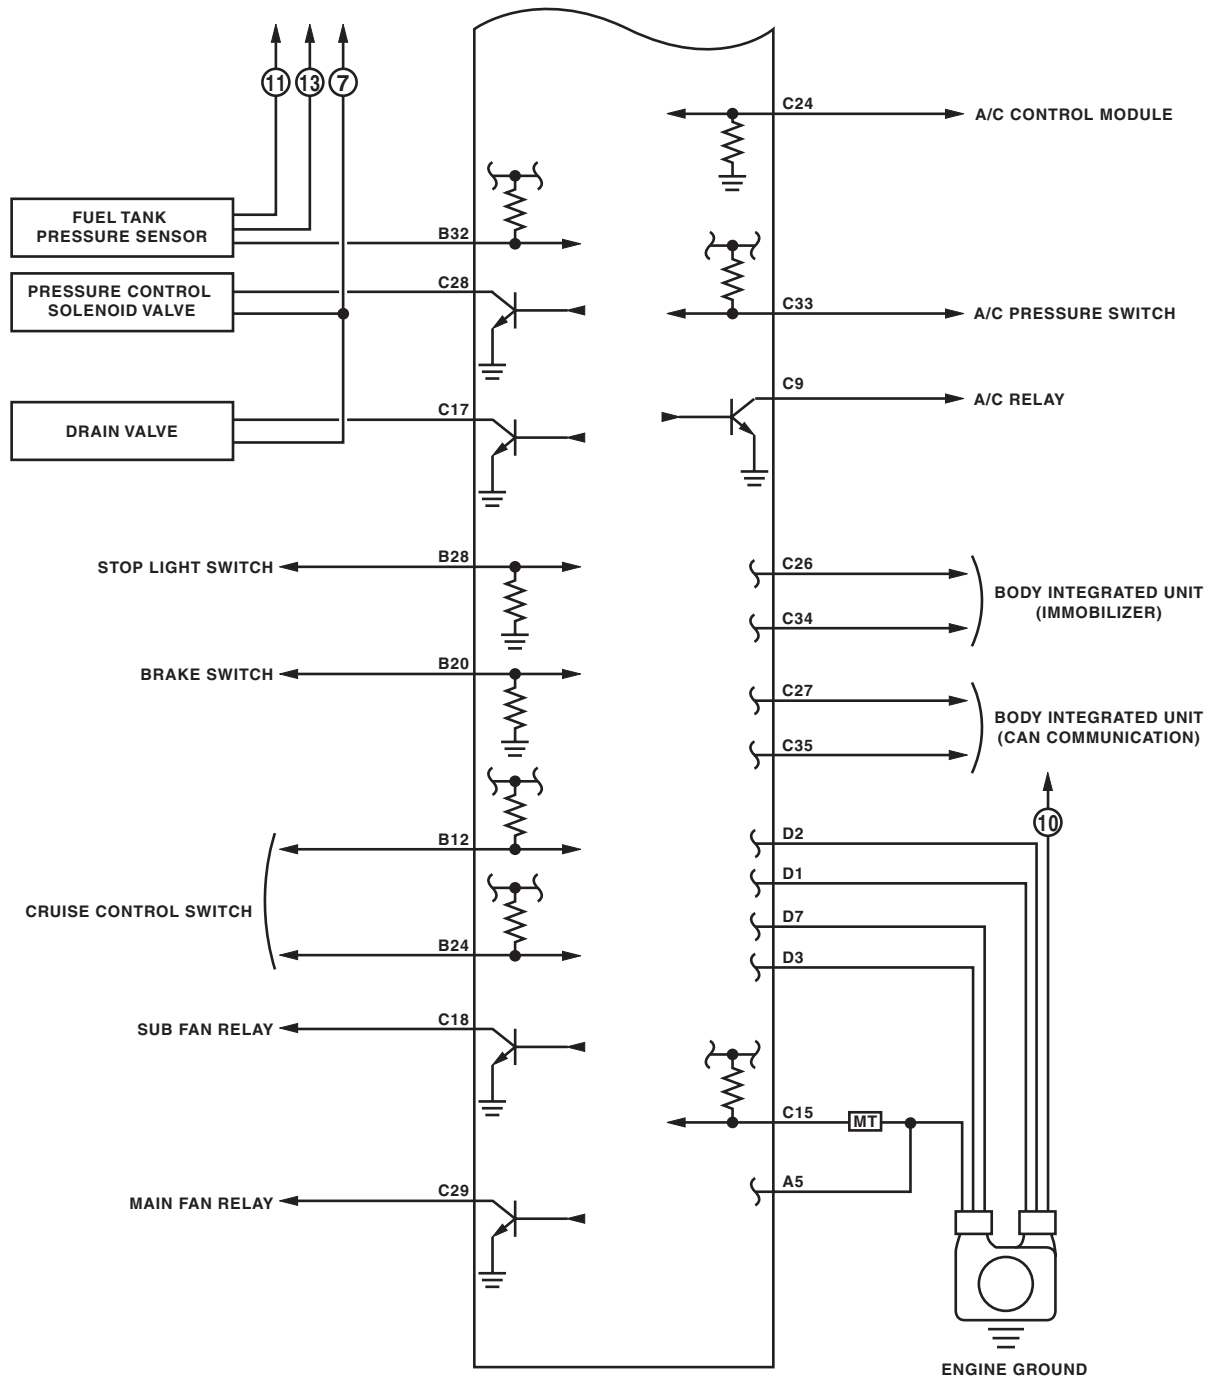 11 13 7
C24
A/C CONTROL MODULE
FUEL TANK
PRESSURE SENSOR
B32
PRESSURE CONTROL
SOLENOID VALVE
C28
C33
A/C PRESSURE SWITCH
C9
A/C RELAY
DRAIN VALVE
C17
STOP LIGHT SWITCH
B28
C26
C34
BODY INTEGRATED UNIT
(IMMOBILIZER)
BRAKE SWITCH
B20
C27
C35
BODY INTEGRATED UNIT
(CAN COMMUNICATION)
10
CRUISE CONTROL SWITCH
B12
B24
D2
D1
D7
D3
SUB FAN RELAY
C18
C15
MT
A5
MAIN FAN RELAY
C29
ENGINE GROUND